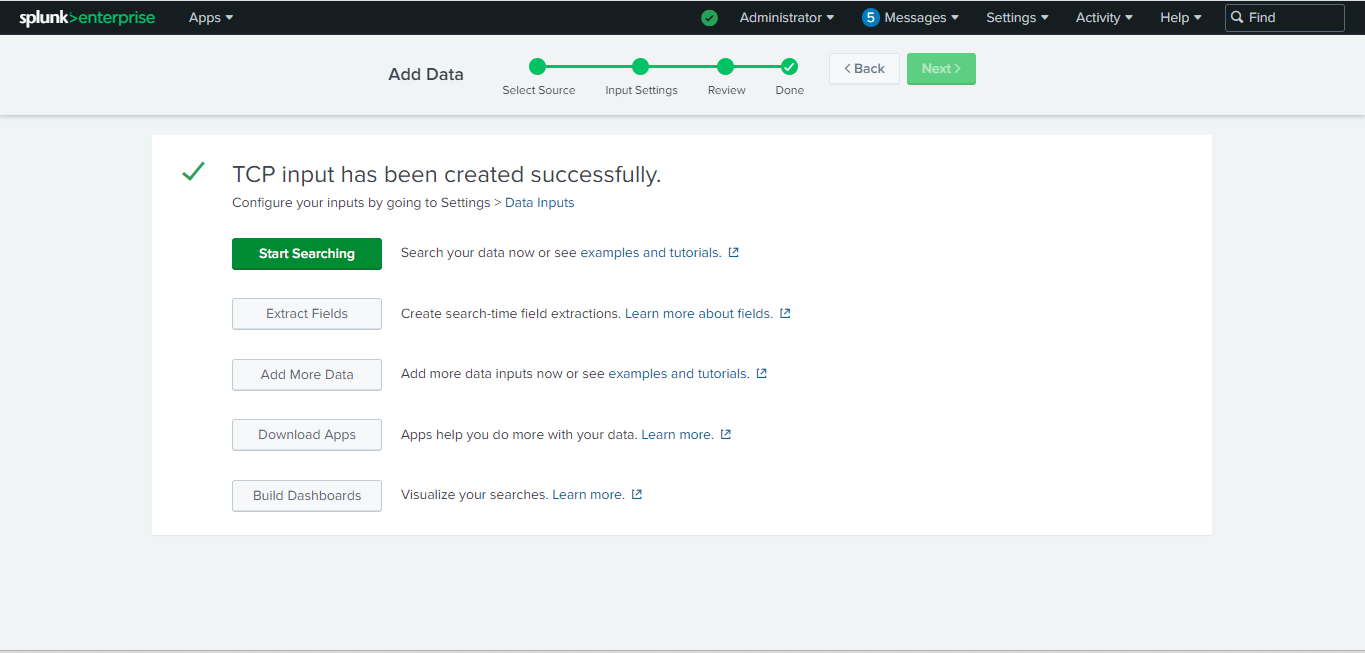 splunk>enterprise Apps Administrator 5 Messages Settings Activity Help Find
Add Data
Select Source Input Settings Review Done
< Back Next >
TCP input has been created successfully.
Configure your inputs by going to Settings > Data Inputs
Start Searching Search your data now or see examples and tutorials.
Extract Fields Create search-time field extractions. Learn more about fields.
Add More Data Add more data inputs now or see examples and tutorials.
Download Apps Apps help you do more with your data. Learn more.
Build Dashboards Visualize your searches. Learn more.